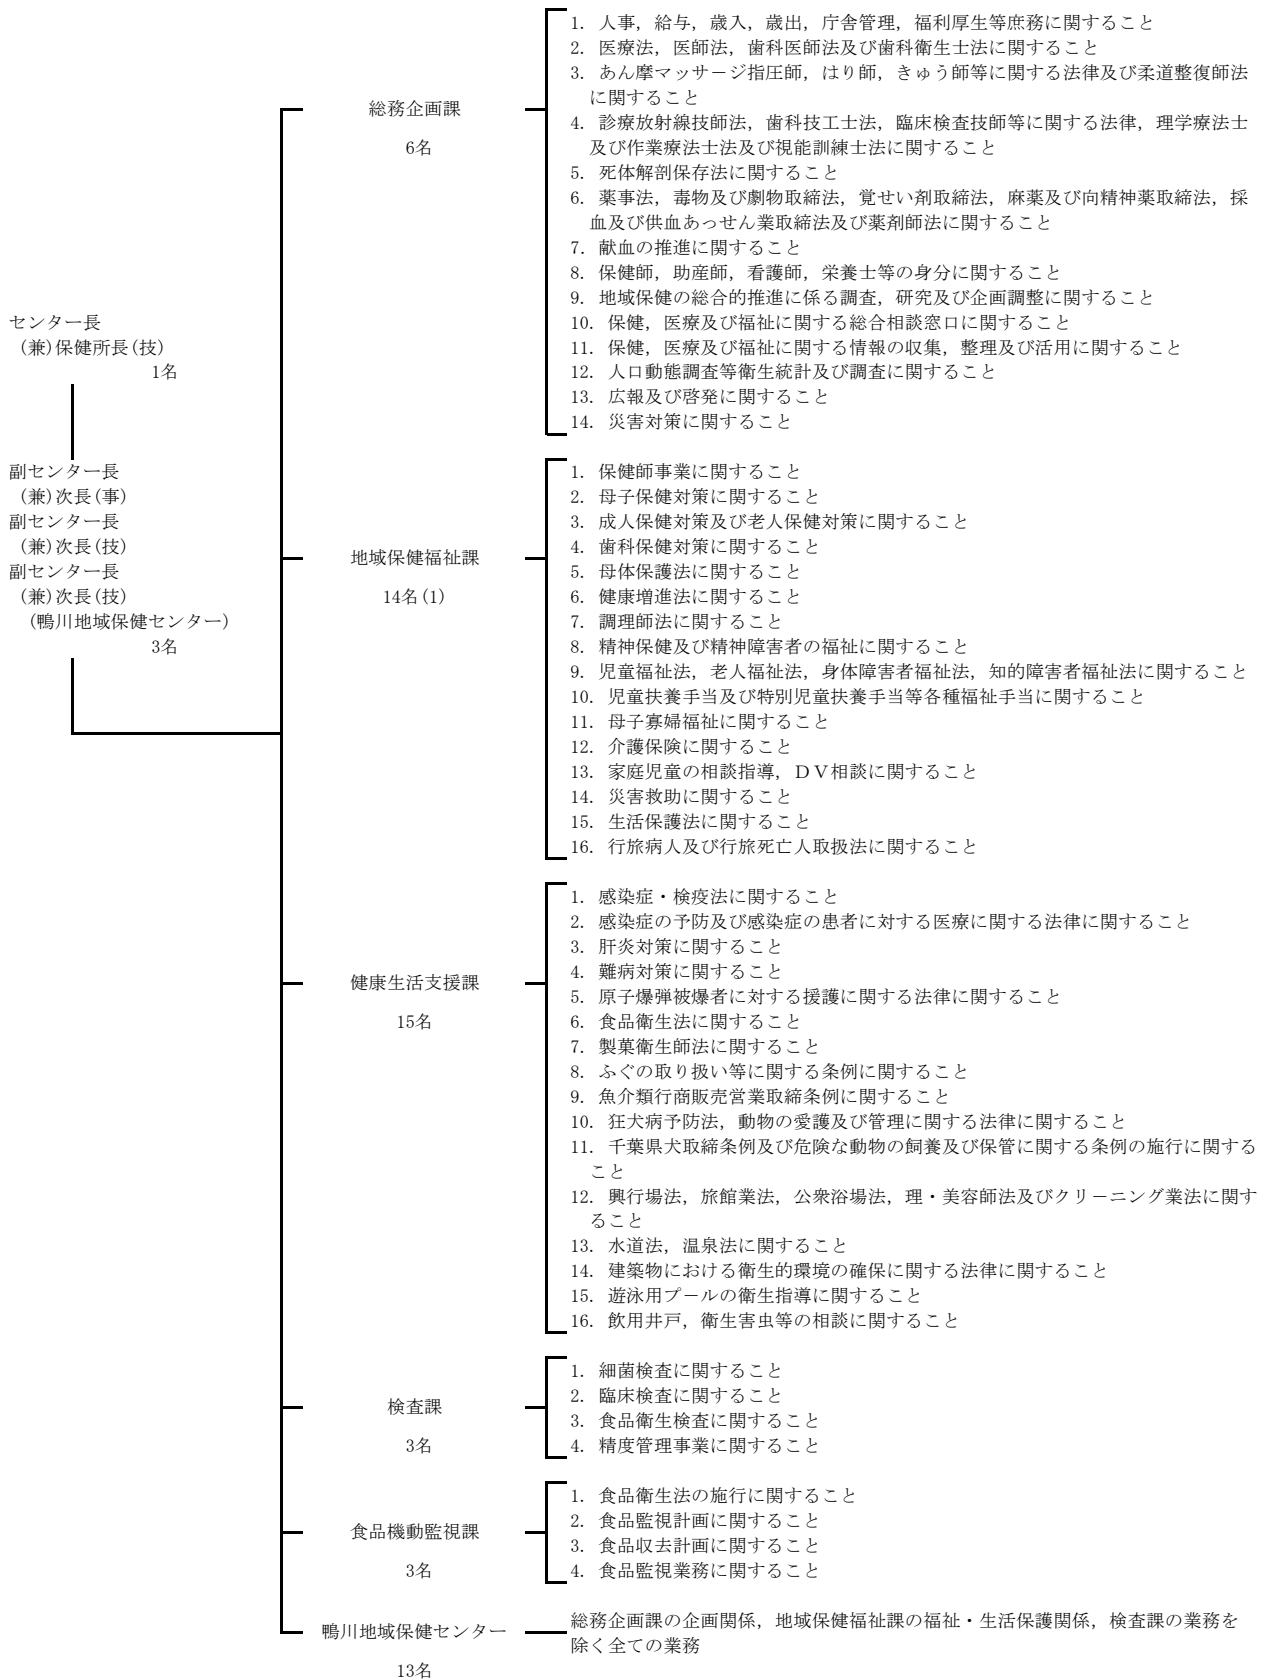 センター長
(兼)保健所長(技)
1名
副センター長
(兼)次長(事)
副センター長
(兼)次長(技)
副センター長
(兼)次長(技)
(鴨川地域保健センター)
3名
総務企画課
6名
1. 人事，給与，歳入，歳出，庁舎管理，福利厚生等庶務に関すること
2. 医療法，医師法，歯科医師法及び歯科衛生士法に関すること
3. あん摩マッサージ指圧師，はり師，きゅう師等に関する法律及び柔道整復師法
に関すること
4. 診療放射線技師法，歯科技工士法，臨床検査技師等に関する法律，理学療法士
及び作業療法士法及び視能訓練士法に関すること
5. 死体解剖保存法に関すること
6. 薬事法，毒物及び劇物取締法，覚せい剤取締法，麻薬及び向精神薬取締法，採
血及び供血あっせん業取締法及び薬剤師法に関すること
7. 献血の推進に関すること
8. 保健師，助産師，看護師，栄養士等の身分に関すること
9. 地域保健の総合的推進に係る調査，研究及び企画調整に関すること
10. 保健，医療及び福祉に関する総合相談窓口に関すること
11. 保健，医療及び福祉に関する情報の収集，整理及び活用に関すること
12. 人口動態調査等衛生統計及び調査に関すること
13. 広報及び啓発に関すること
14. 災害対策に関すること
地域保健福祉課
14名(1)
1. 保健師事業に関すること
2. 母子保健対策に関すること
3. 成人保健対策及び老人保健対策に関すること
4. 歯科保健対策に関すること
5. 母体保護法に関すること
6. 健康増進法に関すること
7. 調理師法に関すること
8. 精神保健及び精神障害者の福祉に関すること
9. 児童福祉法，老人福祉法，身体障害者福祉法，知的障害者福祉法に関すること
10. 児童扶養手当及び特別児童扶養手当等各種福祉手当に関すること
11. 母子寡婦福祉に関すること
12. 介護保険に関すること
13. 家庭児童の相談指導，ＤＶ相談に関すること
14. 災害救助に関すること
15. 生活保護法に関すること
16. 行旅病人及び行旅死亡人取扱法に関すること
健康生活支援課
15名
1. 感染症・検疫法に関すること
2. 感染症の予防及び感染症の患者に対する医療に関する法律に関すること
3. 肝炎対策に関すること
4. 難病対策に関すること
5. 原子爆弾被爆者に対する援護に関する法律に関すること
6. 食品衛生法に関すること
7. 製菓衛生師法に関すること
8. ふぐの取り扱い等に関する条例に関すること
9. 魚介類行商販売営業取締条例に関すること
10. 狂犬病予防法，動物の愛護及び管理に関する法律に関すること
11. 千葉県犬取締条例及び危険な動物の飼養及び保管に関する条例の施行に関する
こと
12. 興行場法，旅館業法，公衆浴場法，理・美容師法及びクリーニング業法に関す
ること
13. 水道法，温泉法に関すること
14. 建築物における衛生的環境の確保に関する法律に関すること
15. 遊泳用プールの衛生指導に関すること
16. 飲用井戸，衛生害虫等の相談に関すること
検査課
3名
1. 細菌検査に関すること
2. 臨床検査に関すること
3. 食品衛生検査に関すること
4. 精度管理事業に関すること
食品機動監視課
3名
1. 食品衛生法の施行に関すること
2. 食品監視計画に関すること
3. 食品収去計画に関すること
4. 食品監視業務に関すること
鴨川地域保健センター
13名
総務企画課の企画関係，地域保健福祉課の福祉・生活保護関係，検査課の業務を
除く全ての業務